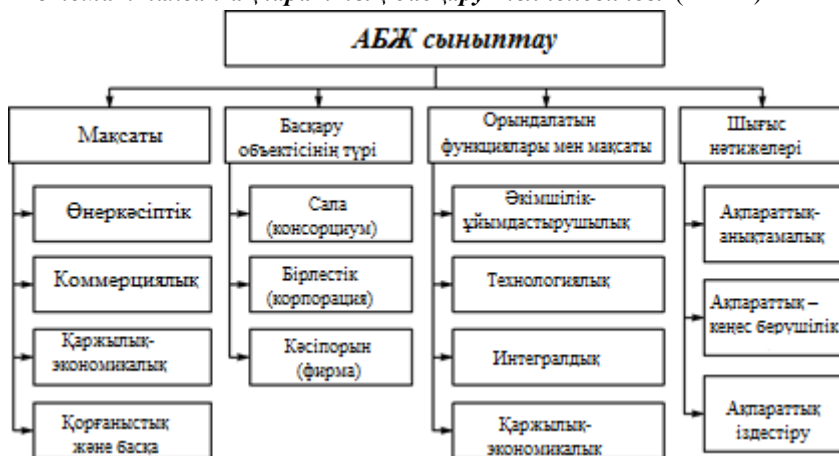 АБЖ сыныптау
Мақсаты
Өнеркәсіптік
Коммерциялық
Қаржылық-
экономикалық
Қорғаныстық
және басқа
Басқару
объектісінің түрі
Сала
(консорциум)
Бірлестік
(корпорация)
Кәсіпорын
(фирма)
Орындалатын
функциялары мен мақсаты
Әкімшілік-
ұйымдастырушылық
Технологиялық
Интегралдық
Қаржылық-
экономикалық
Шығыс
нәтижелері
Ақпараттық-
анықтамалық
Ақпараттық –
кеңес берушілік
Ақпараттық
іздестіру